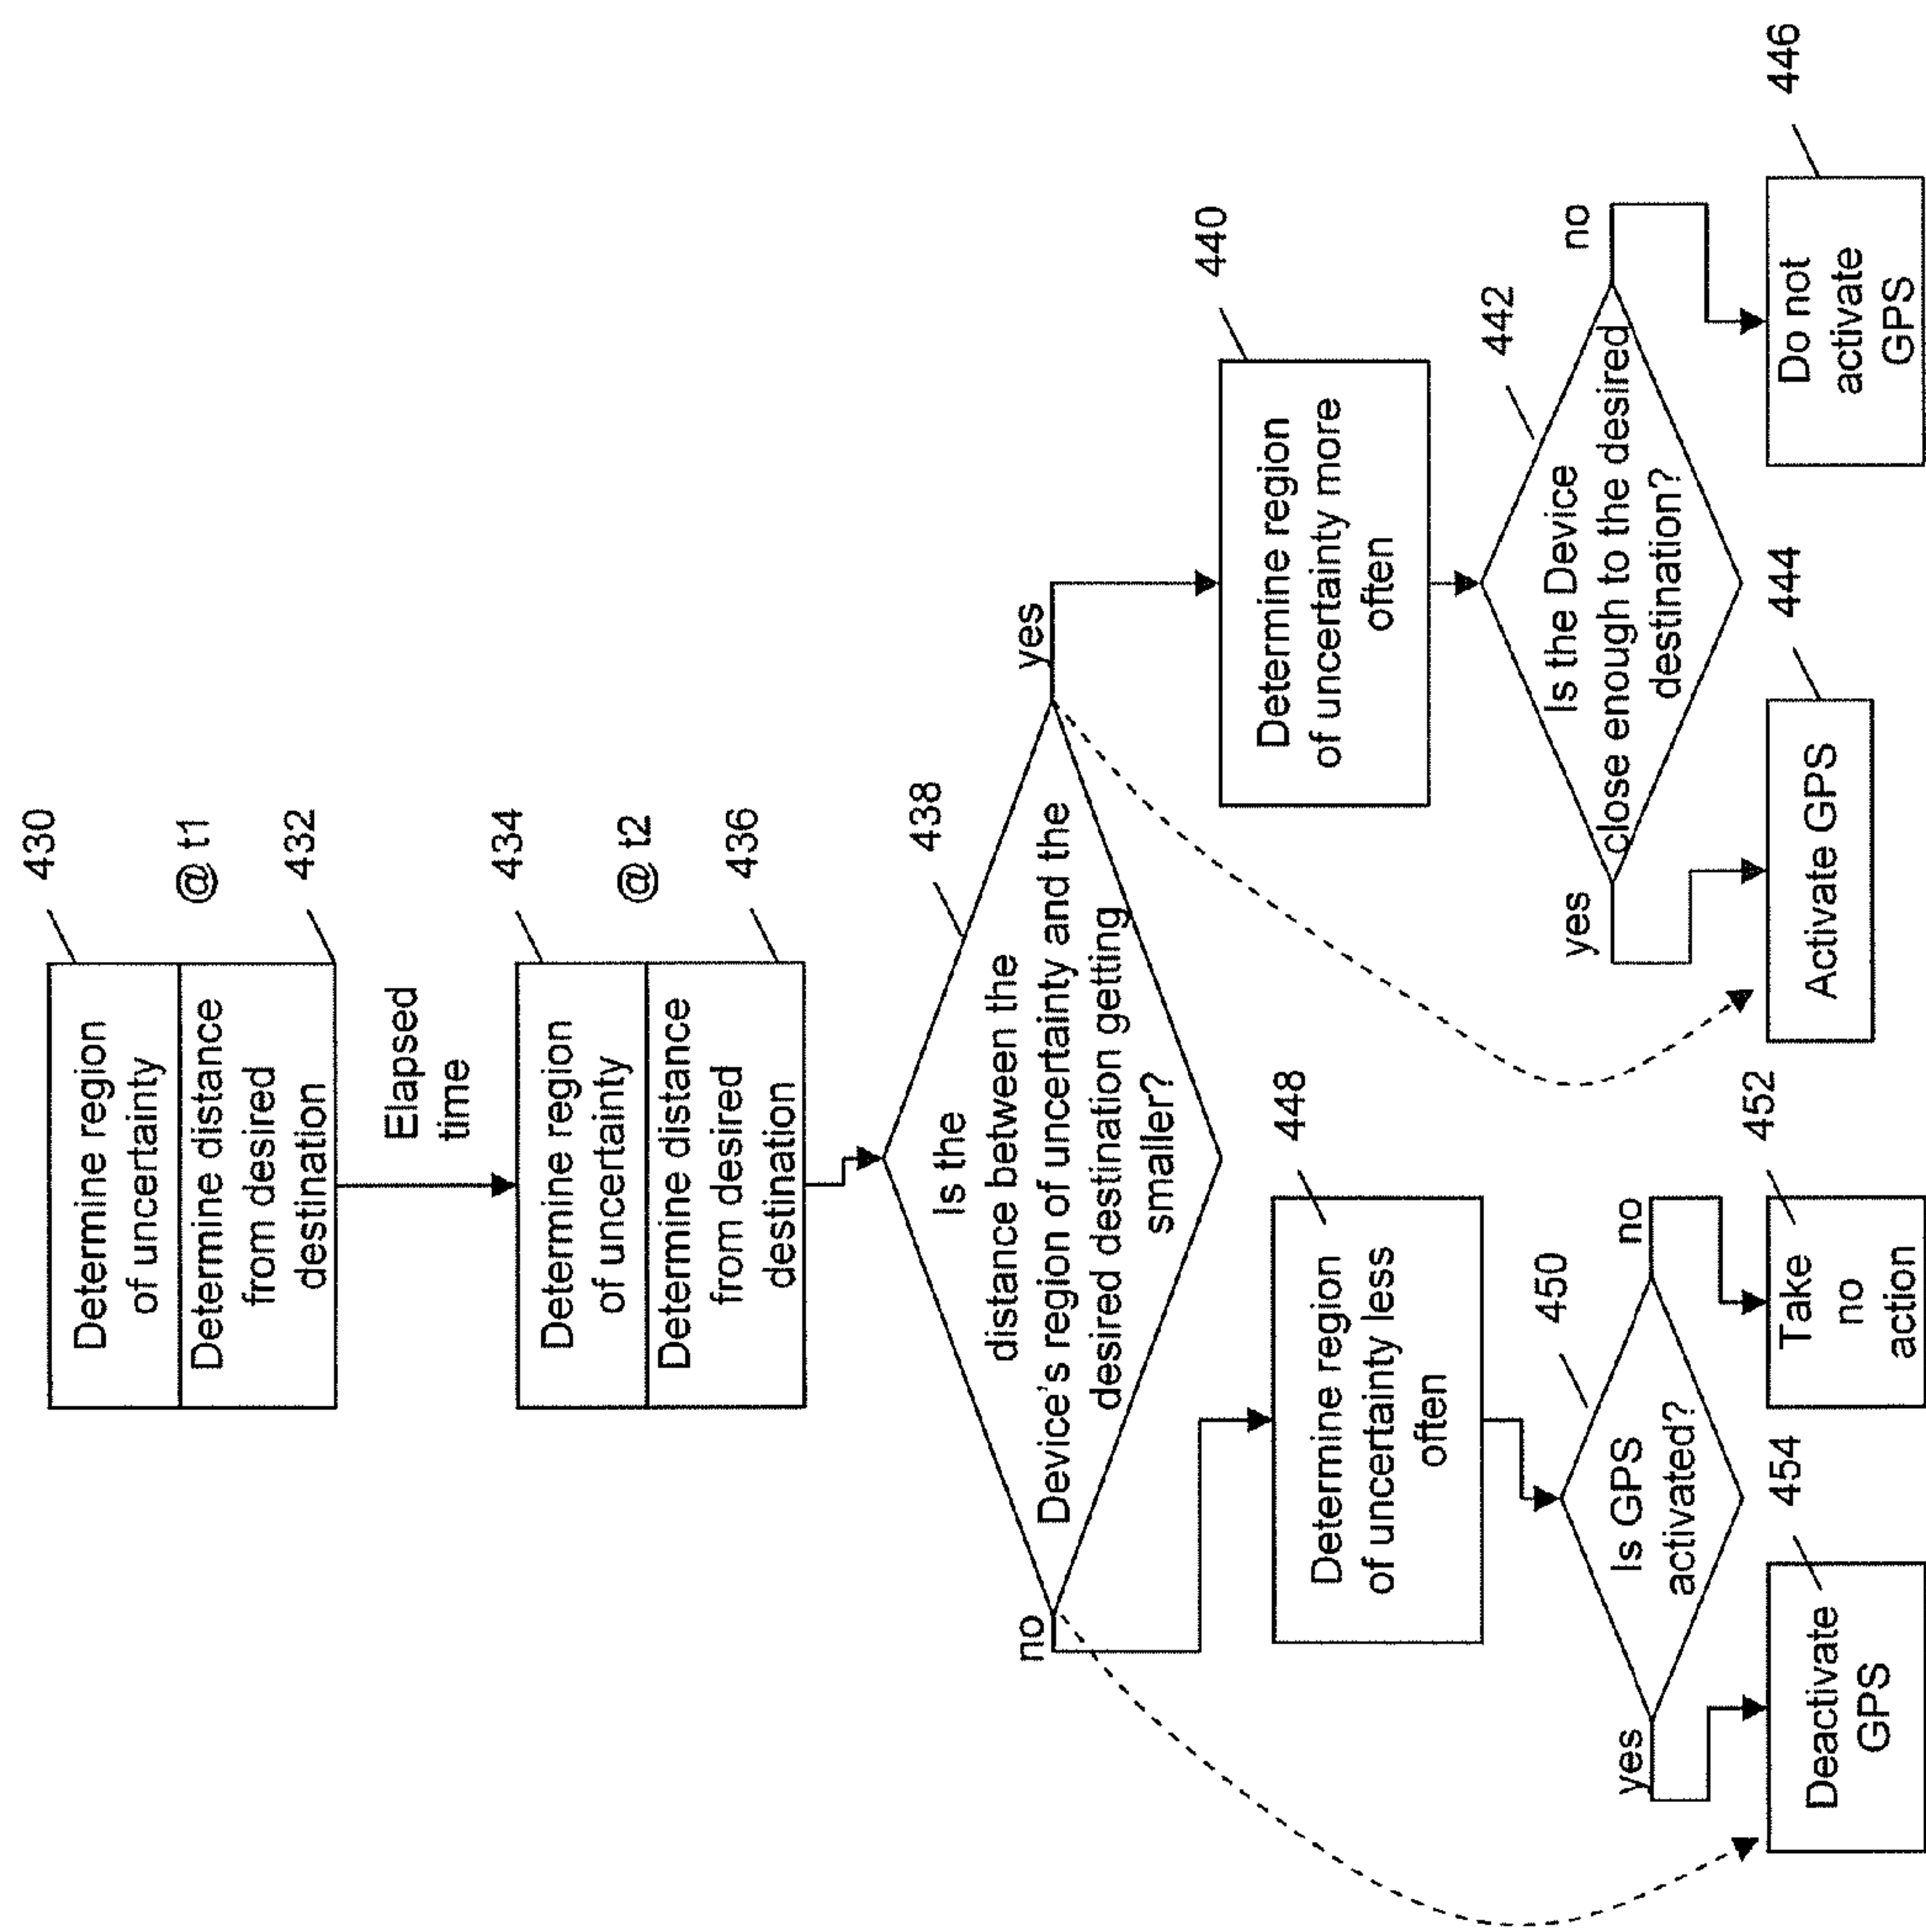 Determine region
of uncertainty
430
@ t1
Determine distance
from desired
destination
432
Elapsed
time
Determine region
of uncertainty
434
@ t2
Determine distance
from desired
destination
436
438
Is the
distance between the
Device's region of uncertainty and the
desired destination getting
smaller?
no
yes
Determine region
of uncertainty less
often
448
Determine region
of uncertainty more
often
440
Is GPS
activated?
450
yes
no
Is the Device
close enough to the desired
destination?
442
yes
no
Deactivate
GPS
454
Take
no
action
452
Activate GPS
444
Do not
activate
GPS
446